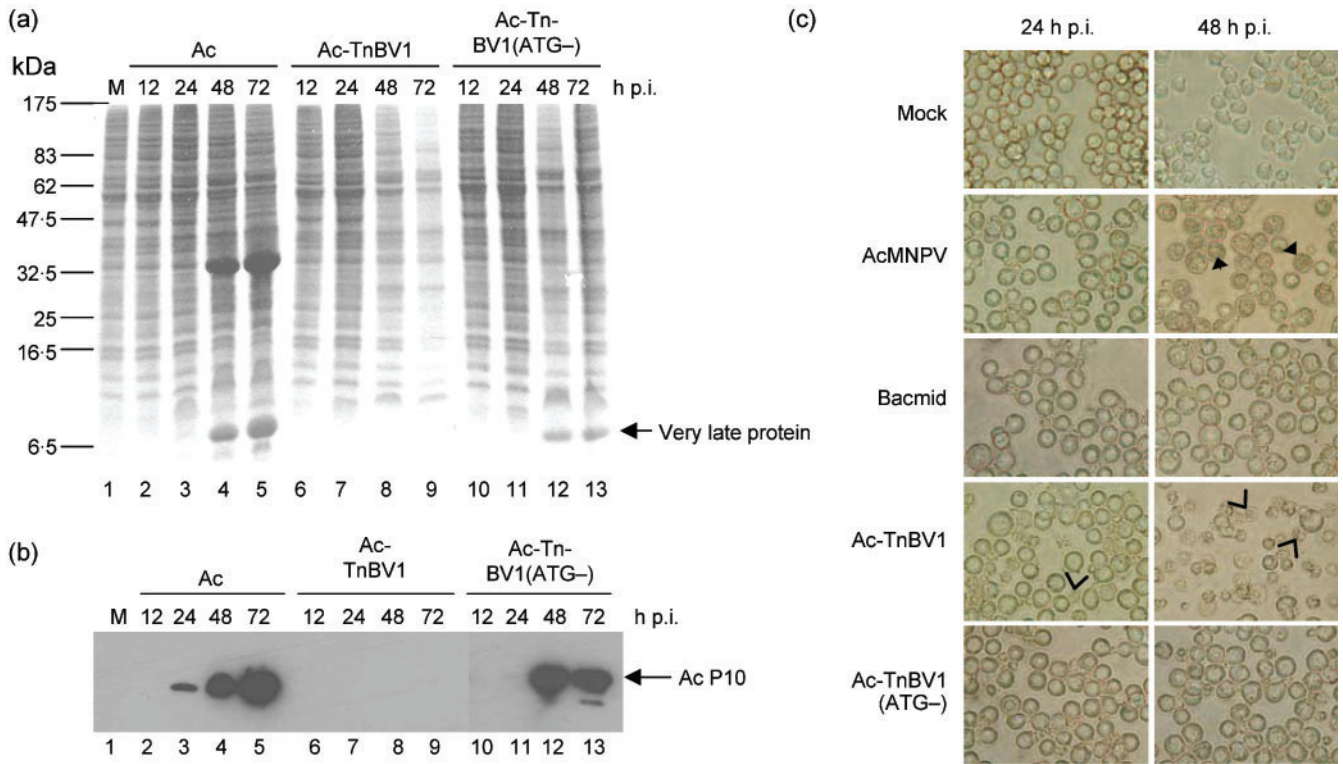 (a)
Ac
Ac-TnBV1
Ac-Tn-
BV1(ATG–)
kDa
M 12 24 48 72 12 24 48 72 12 24 48 72 h p.i.
175
83
62
47·5
32·5
25
16·5
6·5
Very late protein
1 2 3 4 5 6 7 8 9 10 11 12 13
(b)
Ac
Ac-
TnBV1
Ac-Tn-
BV1(ATG–)
M 12 24 48 72 12 24 48 72 12 24 48 72 h p.i.
Ac P10
1 2 3 4 5 6 7 8 9 10 11 12 13
(c)
24 h p.i. 48 h p.i.
Mock
AcMNPV
Bacmid
Ac-TnBV1
Ac-TnBV1
(ATG–)